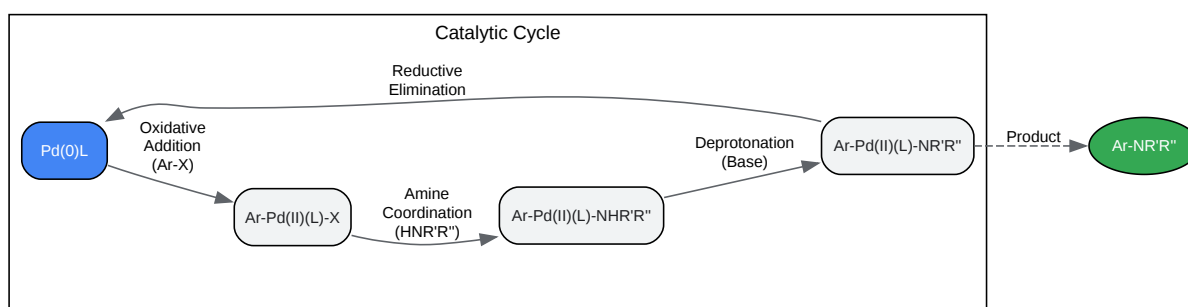 Catalytic Cycle
Reductive
Elimination
Pd(0)L
Oxidative
Addition
(Ar-X)
Ar-Pd(II)(L)-X
Amine
Coordination
(HNR'R")
Ar-Pd(II)(L)-NHR'R"
Deprotonation
(Base)
Ar-Pd(II)(L)-NR'R"
Product
Ar-NR'R"